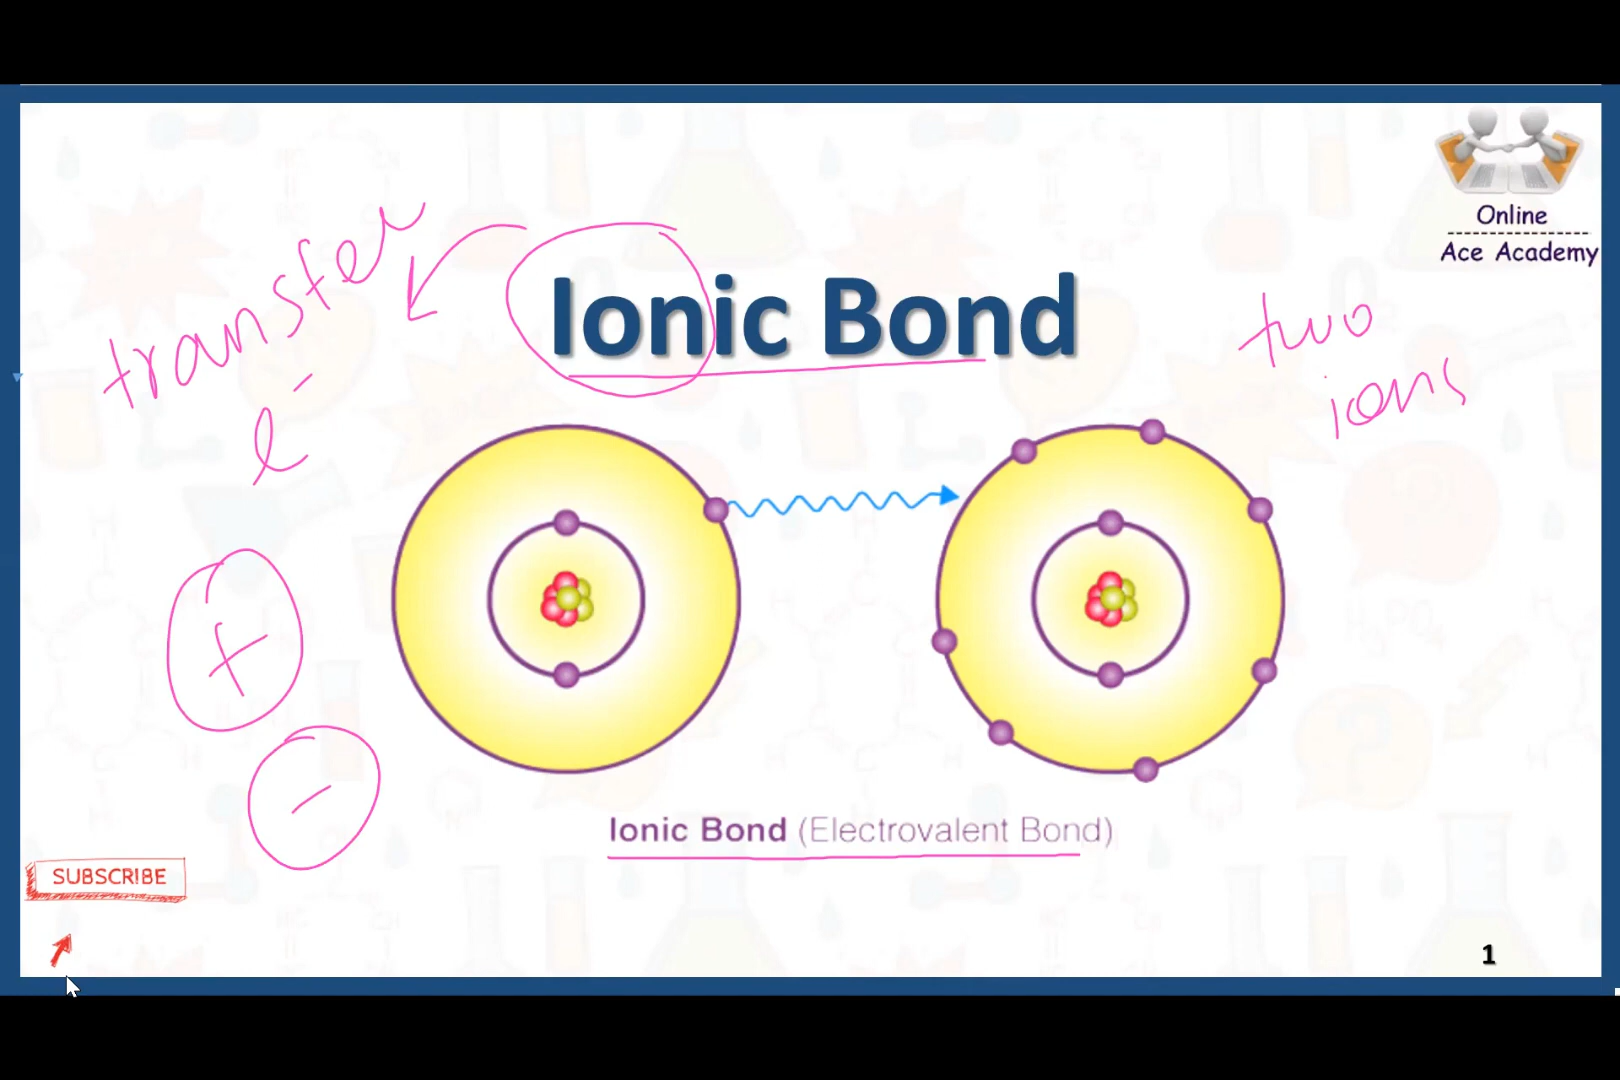 Online
Ace Academy
transfer
e-
Ionic Bond
two
ions
+
-
Ionic Bond (Electrovalent Bond)
SUBSCRIBE
1